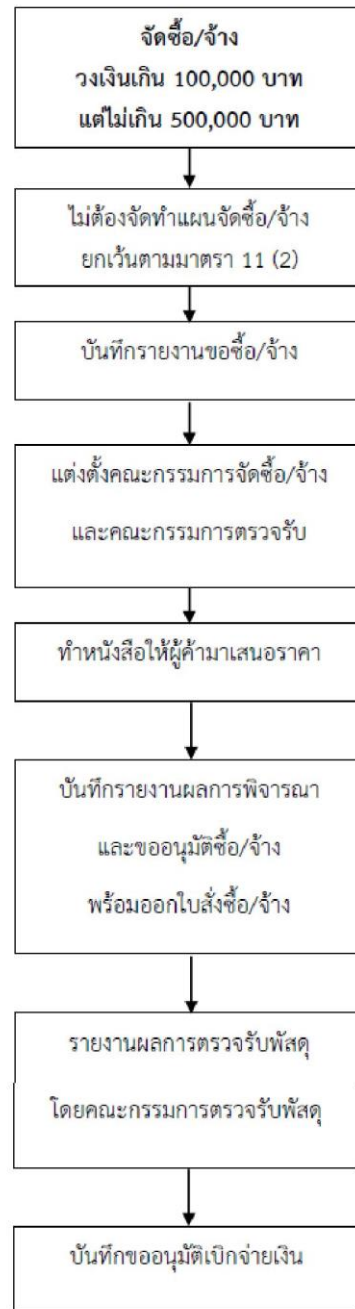 จัดซื้อ/จ้าง
วงเงินเกิน 100,000 บาท
แต่ไม่เกิน 500,000 บาท
ไม่ต้องจัดทำแผนจัดซื้อ/จ้าง
ยกเว้นตามมาตรา 11 (2)
บันทึกรายงานขอซื้อ/จ้าง
แต่งตั้งคณะกรรมการจัดซื้อ/จ้าง
และคณะกรรมการตรวจรับ
ทำหนังสือให้ผู้ค้ามาเสนอราคา
บันทึกรายงานผลการพิจารณา
และขออนุมัติซื้อ/จ้าง
พร้อมออกใบสั่งซื้อ/จ้าง
รายงานผลการตรวจรับพัสดุ
โดยคณะกรรมการตรวจรับพัสดุ
บันทึกขออนุมัติเบิกจ่ายเงิน